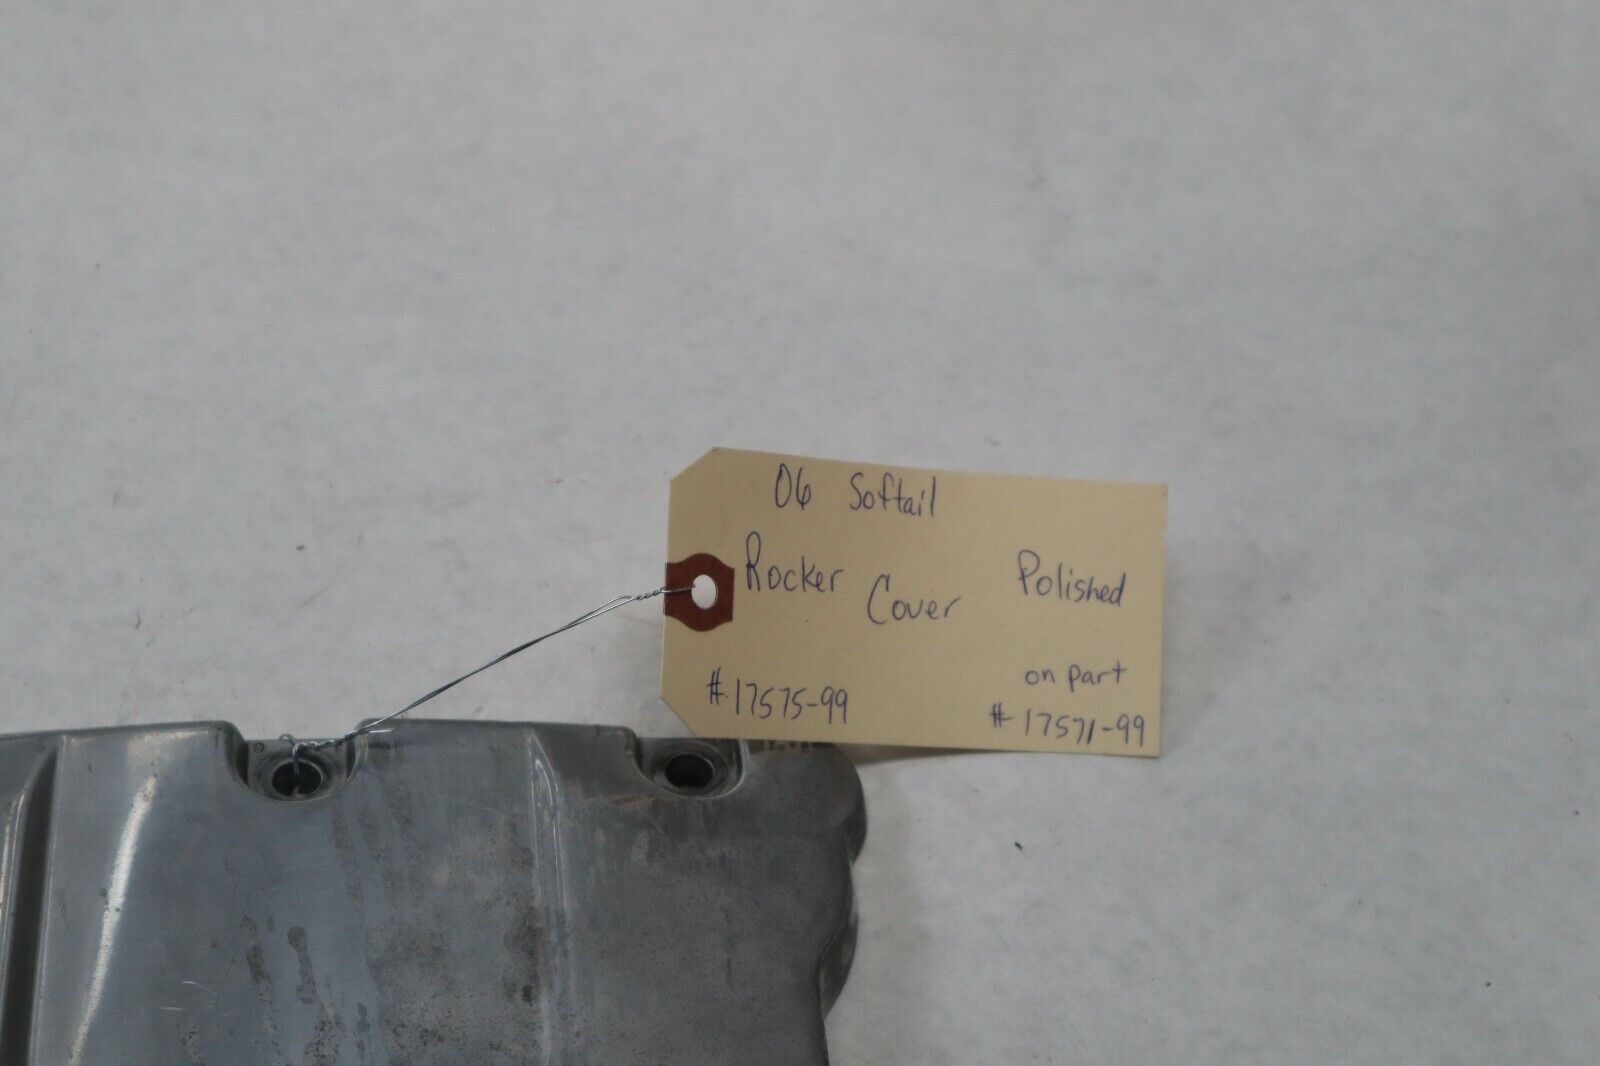 06 Softail
Rocker Cover Polished
on part
#17575-99 #17571-99